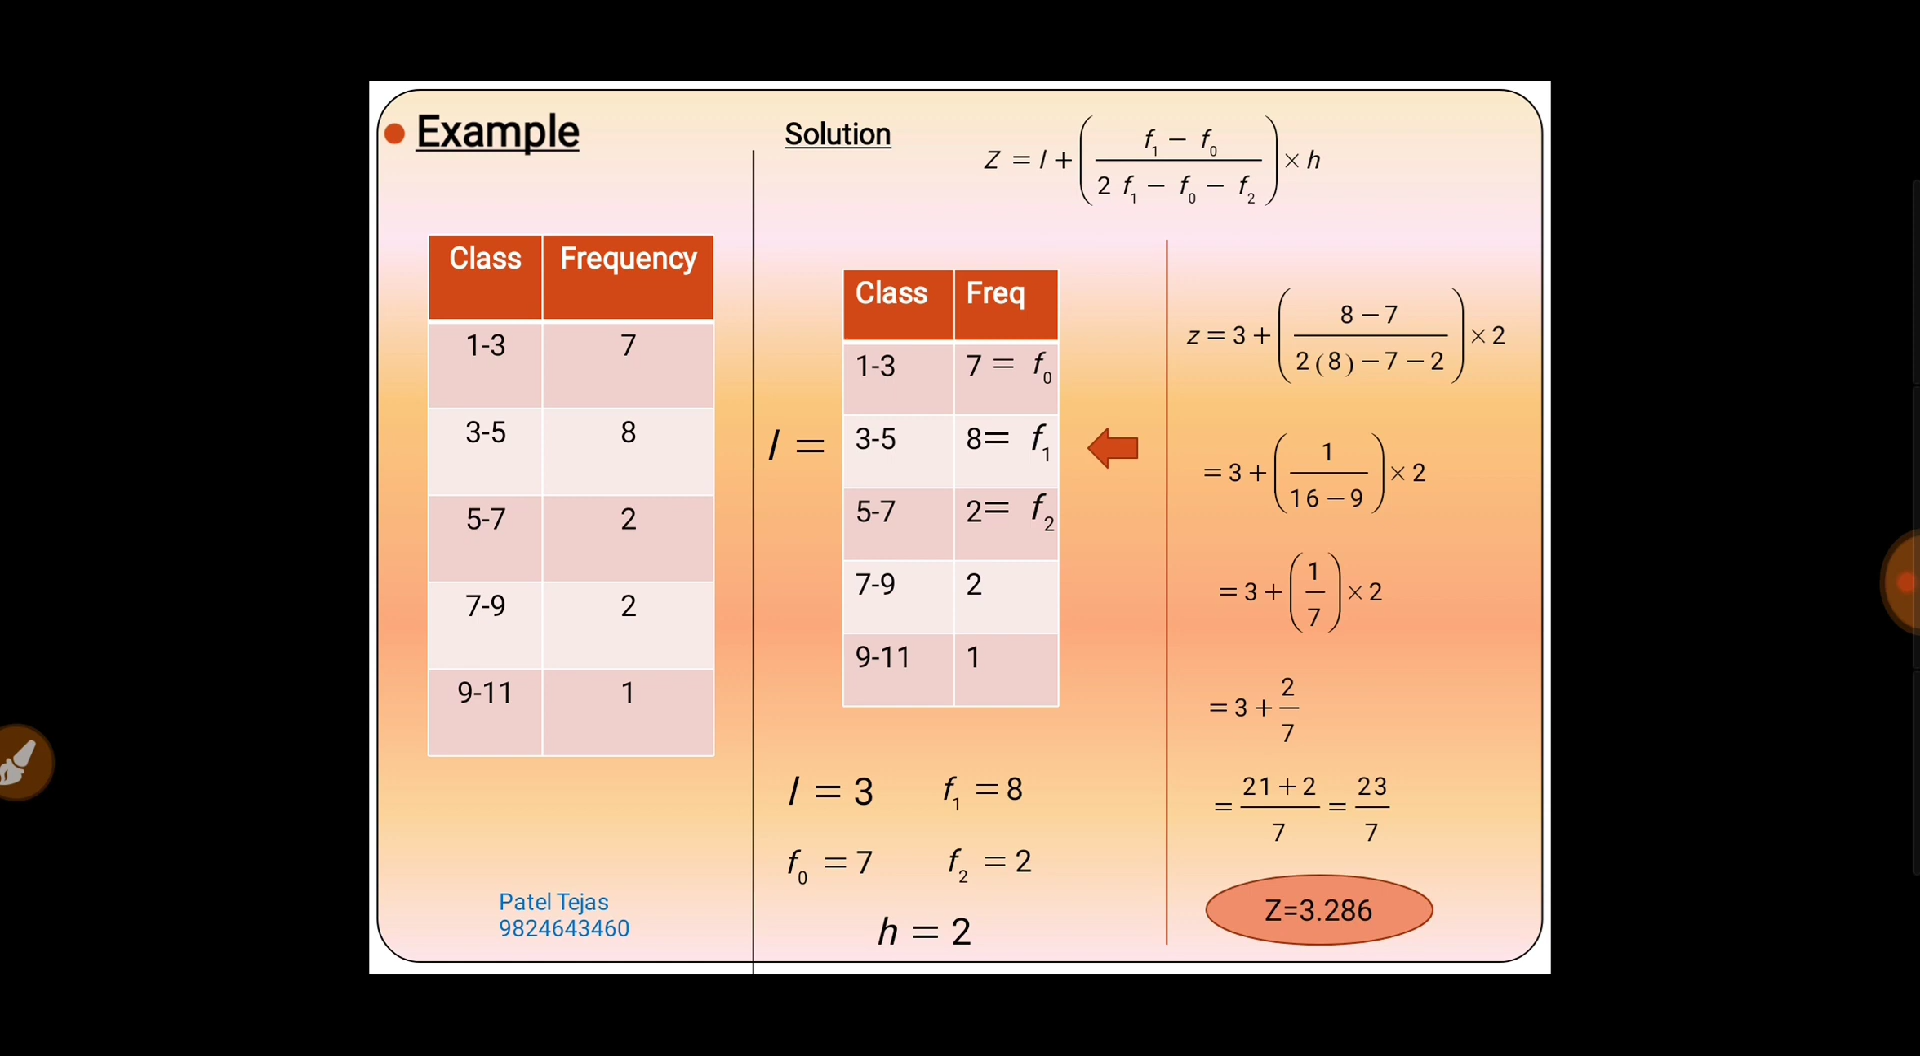 Example
Class Frequency
1-3 7
3-5 8
5-7 2
7-9 2
9-11 1
Patel Tejas
9824643460
Solution
Z = l + ( (f₁ − f₀) / (2 f₁ − f₀ − f₂) ) × h
Class Freq
1-3 7 = f₀
l = 3-5 8 = f₁
5-7 2 = f₂
7-9 2
9-11 1
l = 3 f₁ = 8
f₀ = 7 f₂ = 2
h = 2
z = 3 + ( (8 − 7) / (2(8) − 7 − 2) ) × 2
= 3 + ( 1 / (16 − 9) ) × 2
= 3 + ( 1 / 7 ) × 2
= 3 + 2 / 7
= (21 + 2) / 7 = 23 / 7
Z=3.286